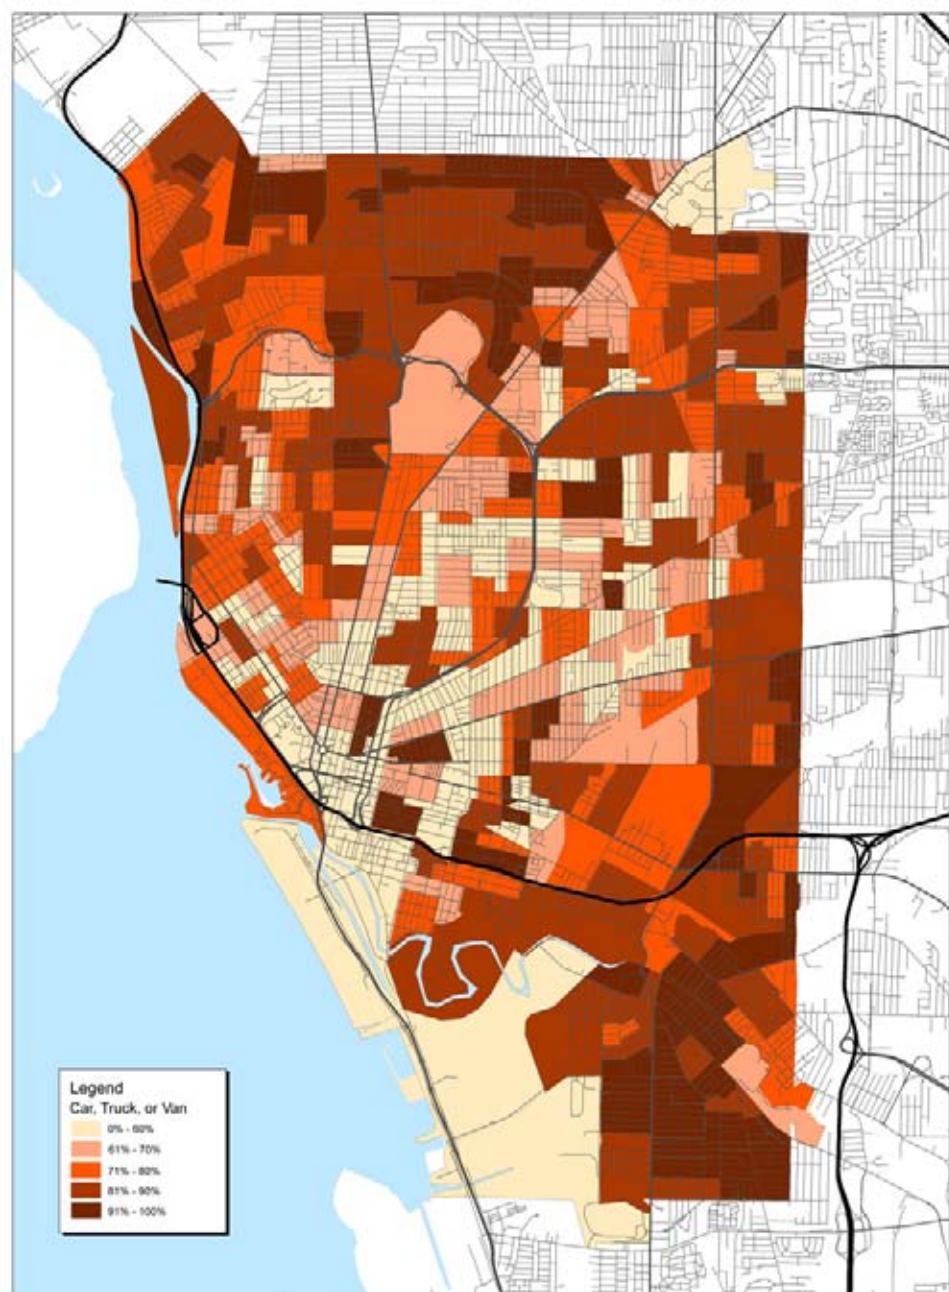 Legend
Car, Truck, or Van
0% - 60%
61% - 70%
71% - 80%
81% - 90%
91% - 100%